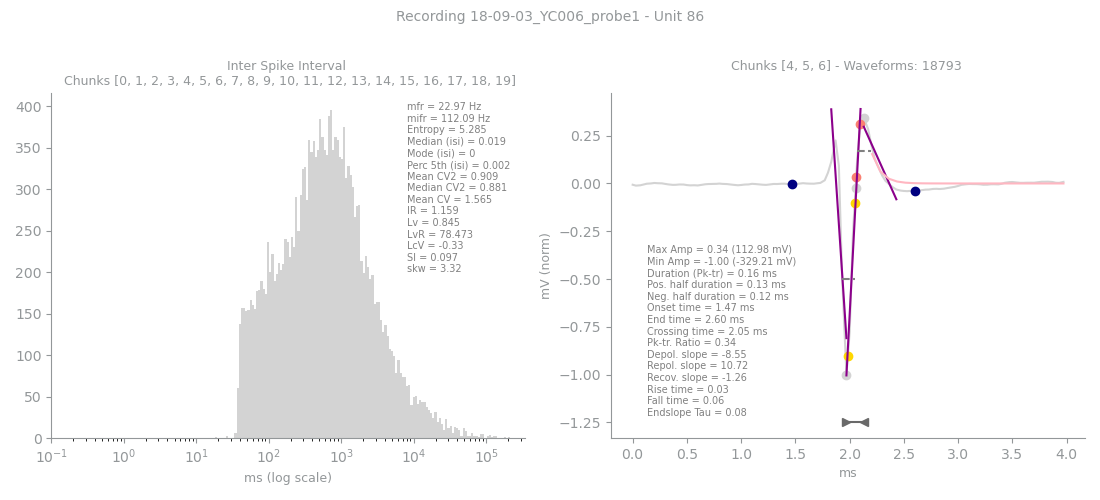 Recording 18-09-03_YC006_probe1 - Unit 86
Inter Spike Interval
Chunks [0, 1, 2, 3, 4, 5, 6, 7, 8, 9, 10, 11, 12, 13, 14, 15, 16, 17, 18, 19]
400
350
300
250
200
150
100
50
0
mfr = 22.97 Hz
mifr = 112.09 Hz
Entropy = 5.285
Median (isi) = 0.019
Mode (isi) = 0
Perc 5th (isi) = 0.002
Mean CV2 = 0.909
Median CV2 = 0.881
Mean CV = 1.565
IR = 1.159
Lv = 0.845
LvR = 78.473
LcV = -0.33
SI = 0.097
skw = 3.32
10⁻¹ 10⁰ 10¹ 10² 10³ 10⁴ 10⁵
ms (log scale)
Chunks [4, 5, 6] - Waveforms: 18793
mV (norm)
0.25
0.00
−0.25
−0.50
−0.75
−1.00
−1.25
Max Amp = 0.34 (112.98 mV)
Min Amp = -1.00 (-329.21 mV)
Duration (Pk-tr) = 0.16 ms
Pos. half duration = 0.13 ms
Neg. half duration = 0.12 ms
Onset time = 1.47 ms
End time = 2.60 ms
Crossing time = 2.05 ms
Pk-tr. Ratio = 0.34
Depol. slope = -8.55
Repol. slope = 10.72
Recov. slope = -1.26
Rise time = 0.03
Fall time = 0.06
Endslope Tau = 0.08
0.0 0.5 1.0 1.5 2.0 2.5 3.0 3.5 4.0
ms